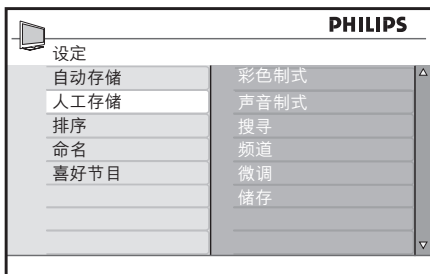 PHILIPS
设定
自动存储
人工存储
排序
命名
喜好节目
彩色制式
声音制式
搜寻
频道
微调
储存